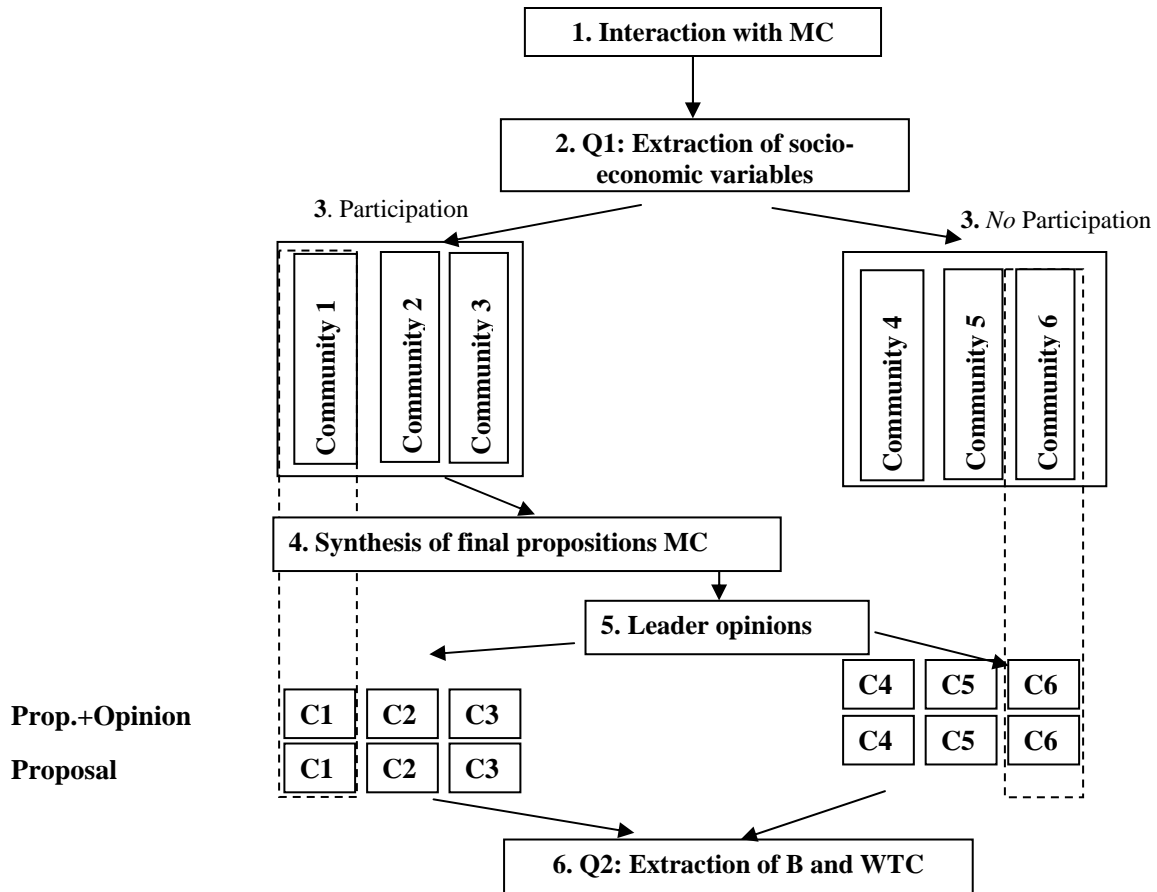 1. Interaction with MC
2. Q1: Extraction of socio-
economic variables
3. Participation
3. No Participation
Community 1
Community 2
Community 3
Community 4
Community 5
Community 6
4. Synthesis of final propositions MC
5. Leader opinions
C4 C5 C6
Prop.+Opinion C1 C2 C3
C4 C5 C6
Proposal C1 C2 C3
6. Q2: Extraction of B and WTC